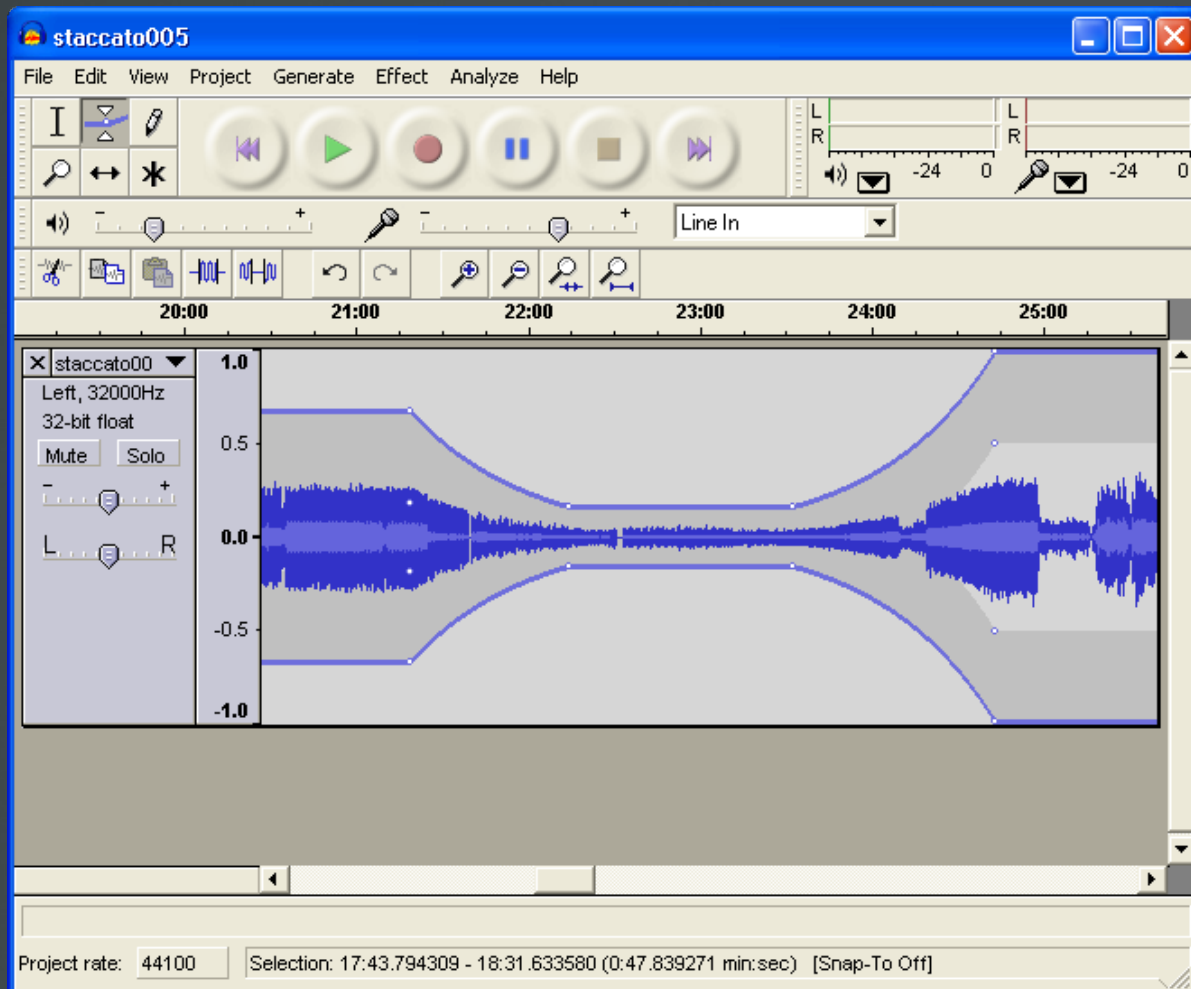 staccato005
File Edit View Project Generate Effect Analyze Help
L
R
-24 0
L
R
-24 0
- +
- +
Line In
20:00 21:00 22:00 23:00 24:00 25:00
X staccato00
Left, 32000Hz
32-bit float
Mute Solo
- +
L R
1.0
0.5
0.0
-0.5
-1.0
Project rate: 44100 Selection: 17:43.794309 - 18:31.633580 (0:47.839271 min:sec) [Snap-To Off]